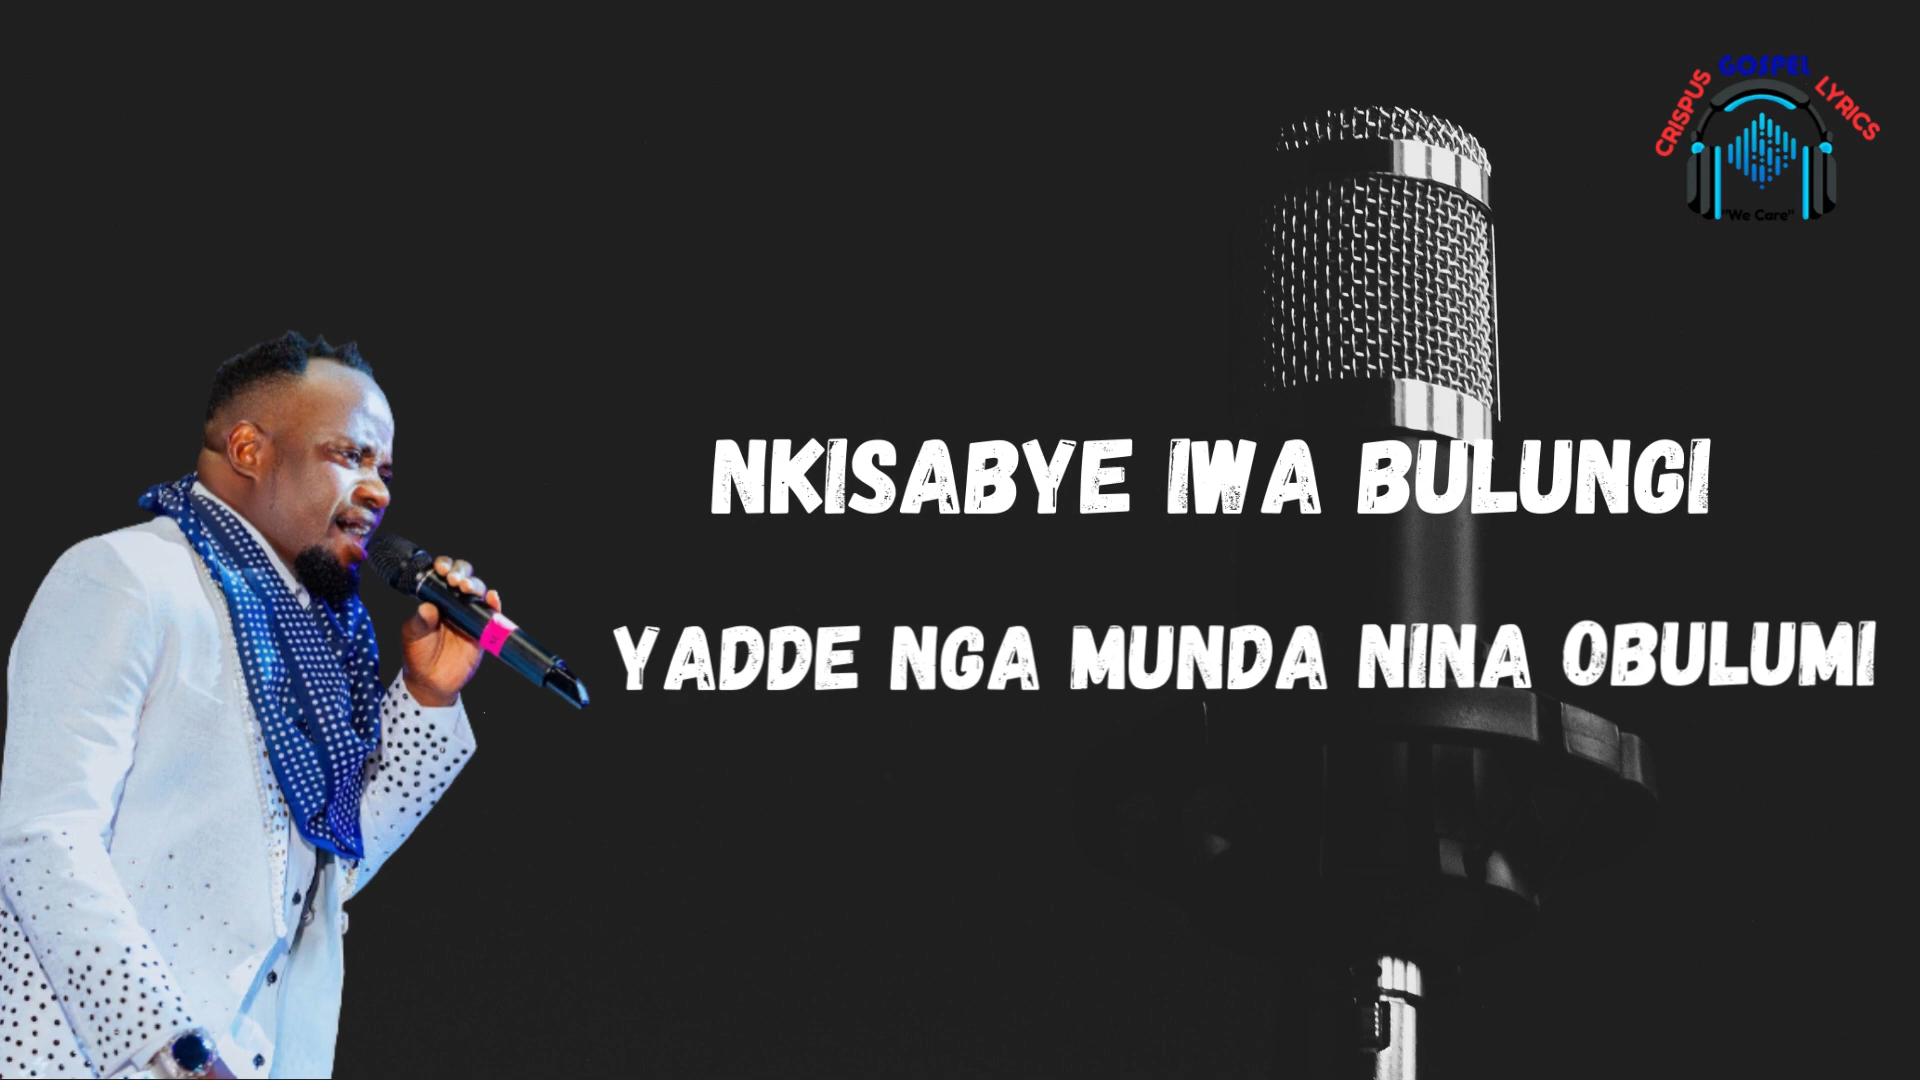 CRISPUS GOSPEL LYRICS
"We Care"
NKISABYE IWA BULUNGI
YADDE NGA MUNDA NINA OBULUMI